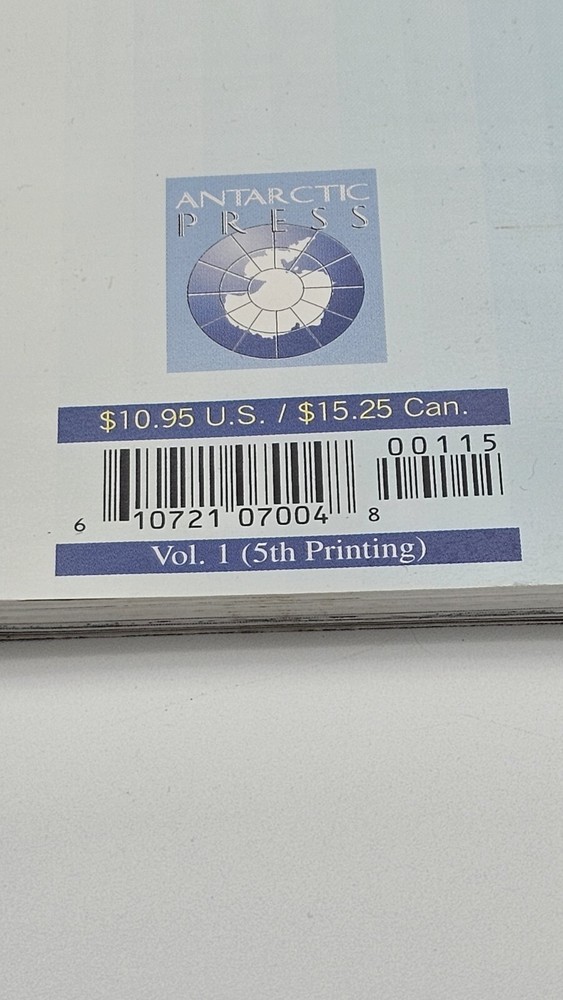 ANTARCTIC
PRESS
$10.95 U.S. / $15.25 Can.
00115
6 10721 07004 8
Vol. 1 (5th Printing)